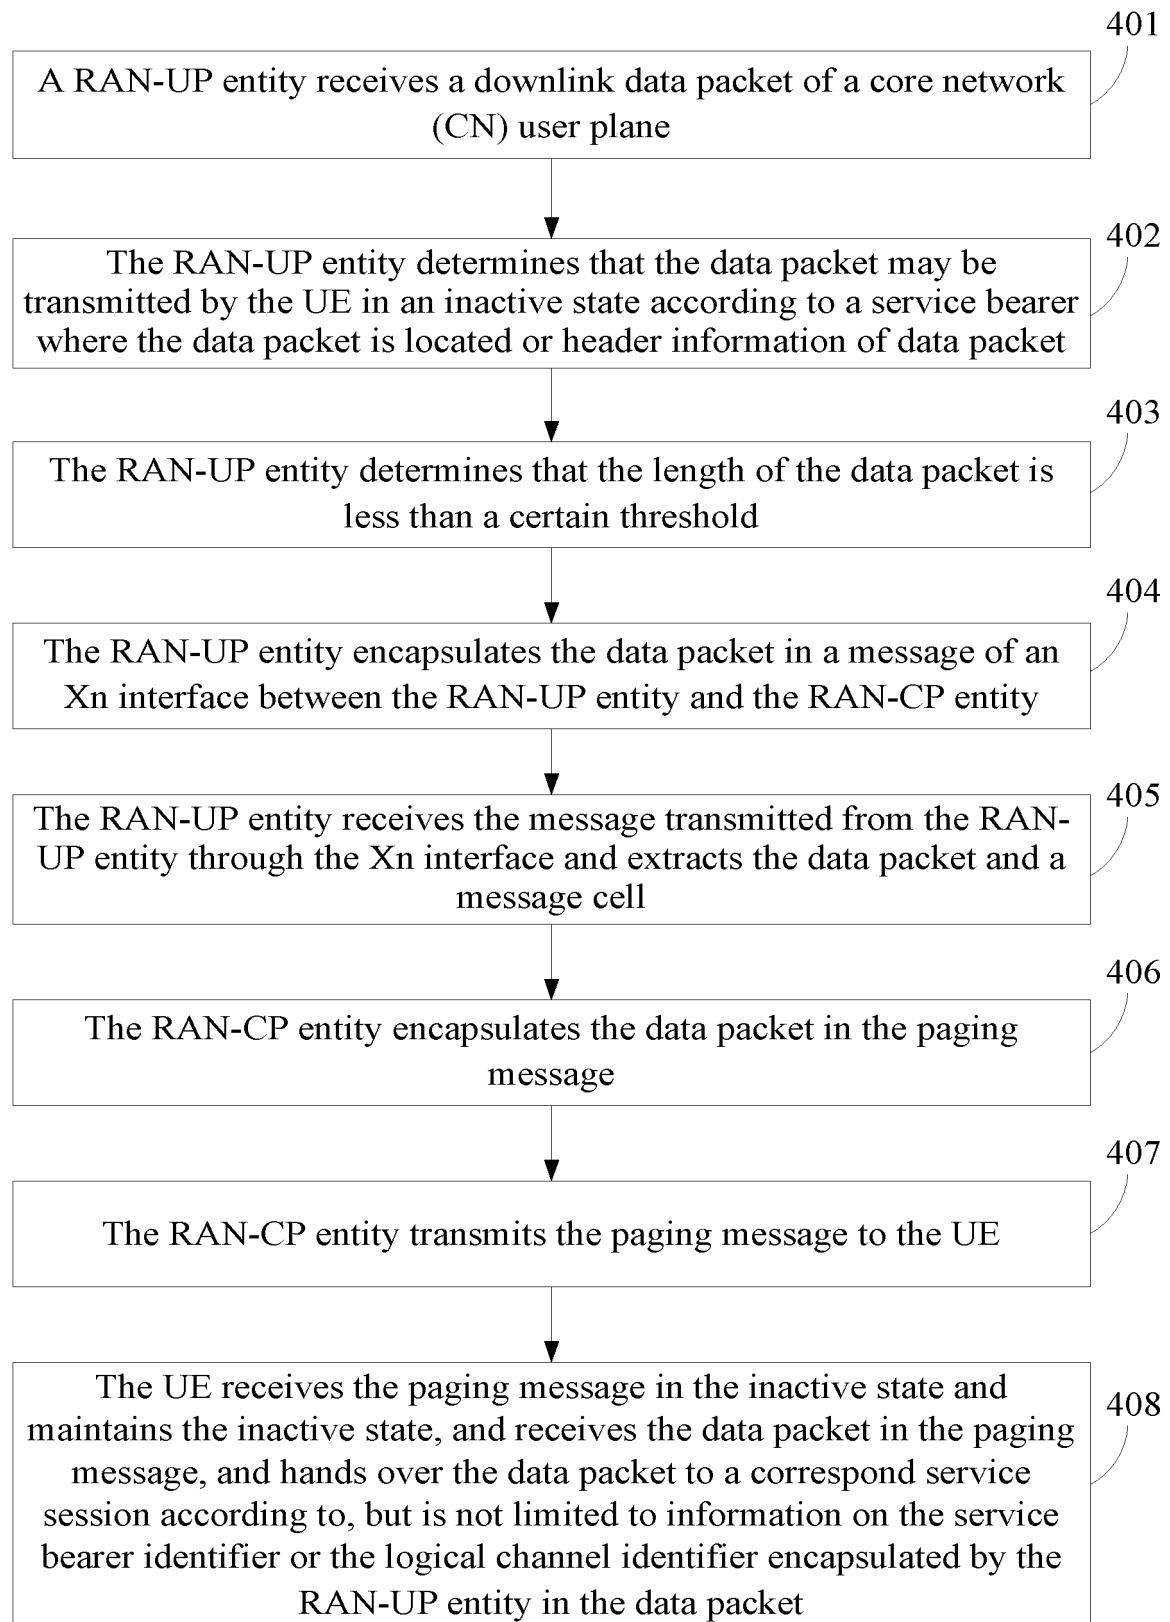 401
A RAN-UP entity receives a downlink data packet of a core network
(CN) user plane
402
The RAN-UP entity determines that the data packet may be
transmitted by the UE in an inactive state according to a service bearer
where the data packet is located or header information of data packet
403
The RAN-UP entity determines that the length of the data packet is
less than a certain threshold
404
The RAN-UP entity encapsulates the data packet in a message of an
Xn interface between the RAN-UP entity and the RAN-CP entity
405
The RAN-UP entity receives the message transmitted from the RAN-
UP entity through the Xn interface and extracts the data packet and a
message cell
406
The RAN-CP entity encapsulates the data packet in the paging
message
407
The RAN-CP entity transmits the paging message to the UE
408
The UE receives the paging message in the inactive state and
maintains the inactive state, and receives the data packet in the paging
message, and hands over the data packet to a correspond service
session according to, but is not limited to information on the service
bearer identifier or the logical channel identifier encapsulated by the
RAN-UP entity in the data packet